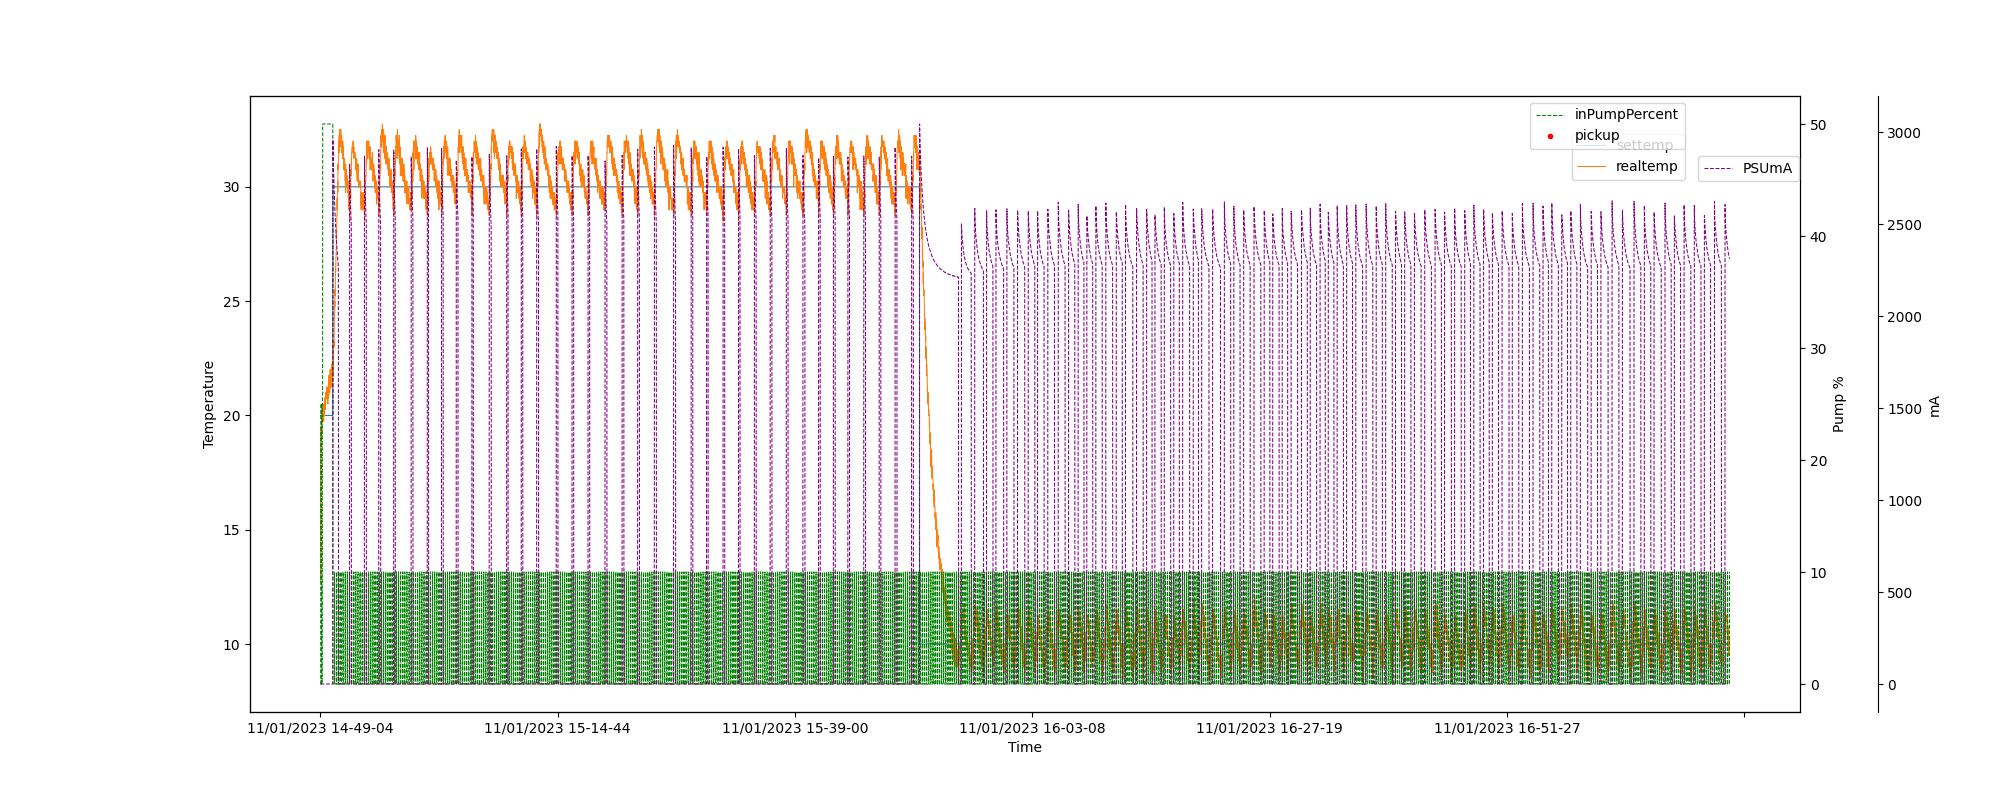 inPumpPercent
pickup
settemp
realtemp
PSUmA
30
25
20
15
10
Temperature
50
40
30
20
10
0
Pump %
3000
2500
2000
1500
1000
500
0
mA
11/01/2023 14-49-04
11/01/2023 15-14-44
11/01/2023 15-39-00
11/01/2023 16-03-08
11/01/2023 16-27-19
11/01/2023 16-51-27
Time